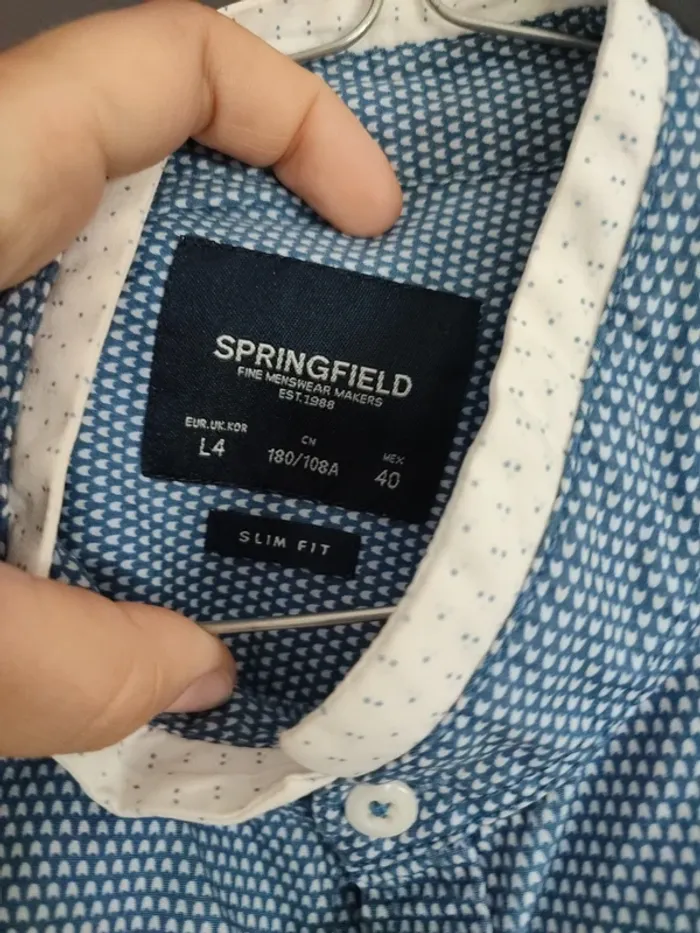 SPRINGFIELD
FINE MENSWEAR MAKERS
EST.1988
EUR.UK.KOR CN MEX
L4 180/108A 40
SLIM FIT